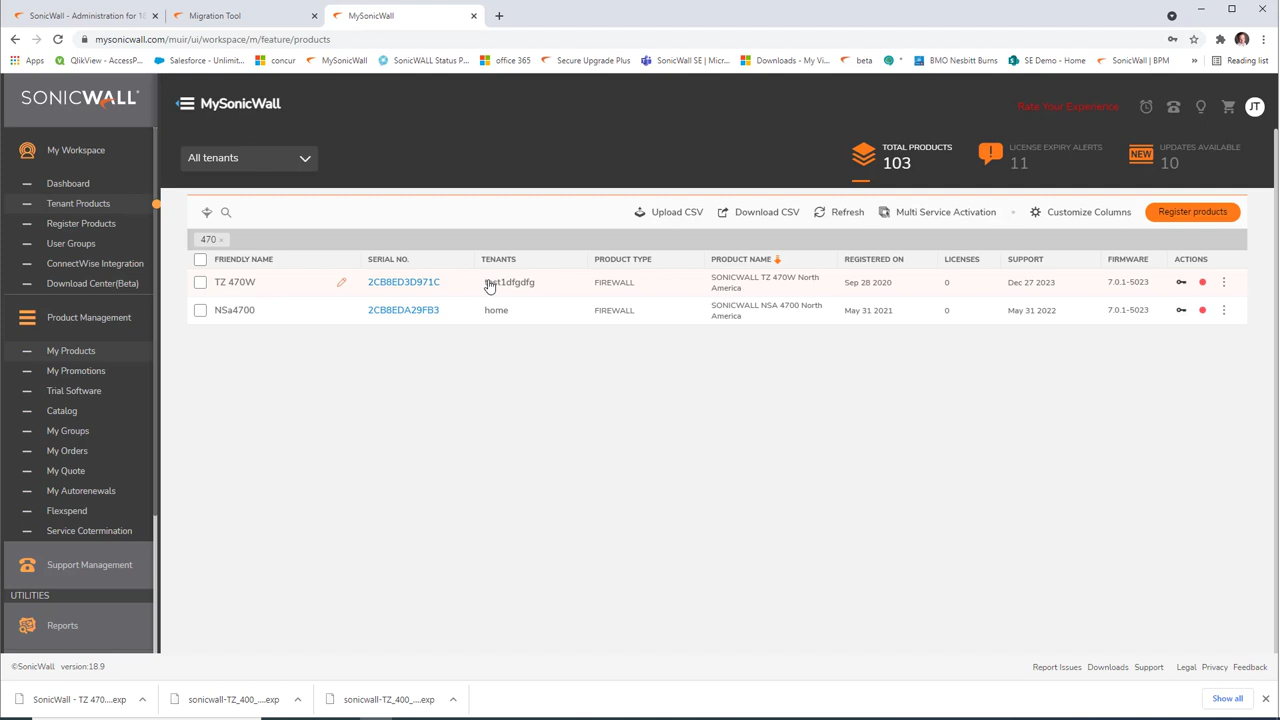 SonicWall - Administration for 18
Migration Tool
MySonicWall
mysonicwall.com/muir/ui/workspace/m/feature/products
Apps
QlikView - AccessP...
Salesforce - Unlimit...
concur
MySonicWall
SonicWALL Status P...
office 365
Secure Upgrade Plus
SonicWall SE | Micr...
Downloads - My Vi...
beta
BMO Nesbitt Burns
SE Demo - Home
SonicWall | BPM
»
Reading list
SONICWALL
MySonicWall
Rate Your Experience
JT
All tenants
TOTAL PRODUCTS
103
LICENSE EXPIRY ALERTS
11
NEW
UPDATES AVAILABLE
10
My Workspace
Dashboard
Tenant Products
Register Products
User Groups
ConnectWise Integration
Download Center(Beta)
Product Management
My Products
My Promotions
Trial Software
Catalog
My Groups
My Orders
My Quote
My Autorenewals
Flexspend
Service Cotermination
Support Management
UTILITIES
Reports
Upload CSV
Download CSV
Refresh
Multi Service Activation
Customize Columns
Register products
470 ×
FRIENDLY NAME SERIAL NO. TENANTS PRODUCT TYPE PRODUCT NAME REGISTERED ON LICENSES SUPPORT FIRMWARE ACTIONS
TZ 470W 2CB8ED3D971C FIREWALL SONICWALL TZ 470W North America Sep 28 2020 0 Dec 27 2023 7.0.1-5023
NSa4700 2CB8EDA29FB3 home FIREWALL SONICWALL NSA 4700 North America May 31 2021 0 May 31 2022 7.0.1-5023
©SonicWall version:18.9
Report Issues Downloads Support Legal Privacy Feedback
SonicWall - TZ 470....exp
sonicwall-TZ_400_....exp
sonicwall-TZ_400_....exp
Show all